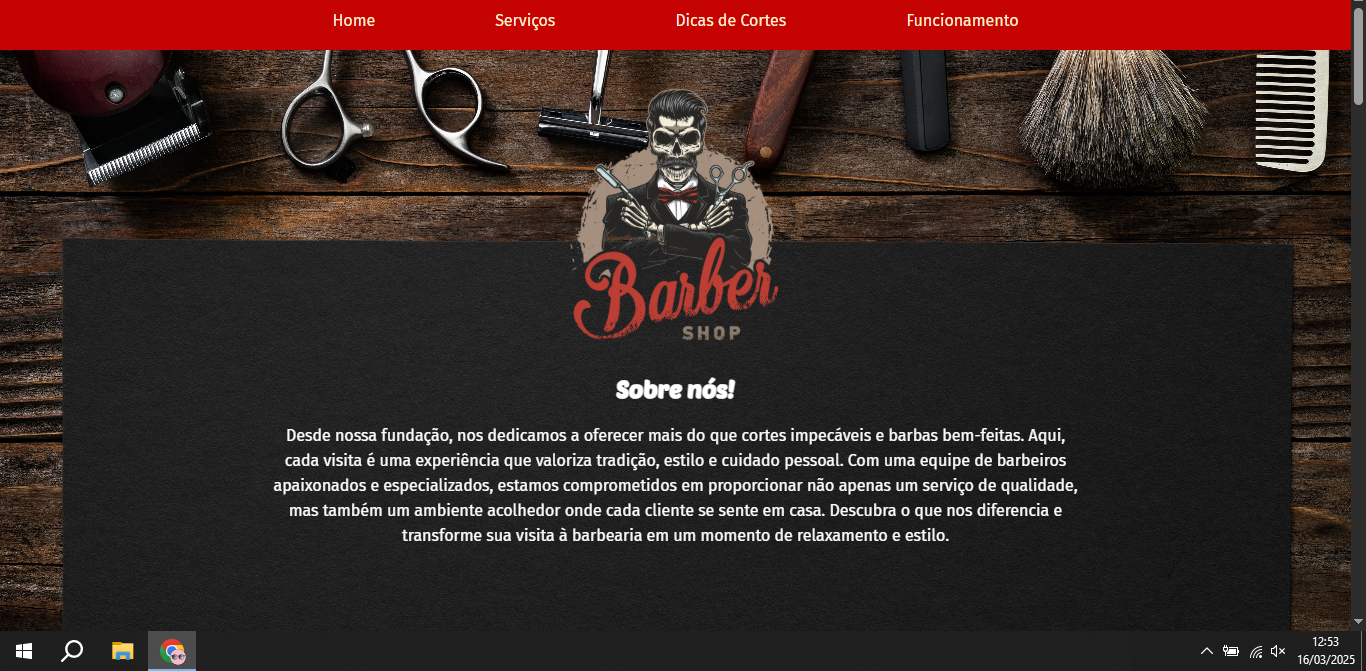 Home Serviços Dicas de Cortes Funcionamento
Barber
SHOP
Sobre nós!
Desde nossa fundação, nos dedicamos a oferecer mais do que cortes impecáveis e barbas bem-feitas. Aqui,
cada visita é uma experiência que valoriza tradição, estilo e cuidado pessoal. Com uma equipe de barbeiros
apaixonados e especializados, estamos comprometidos em proporcionar não apenas um serviço de qualidade,
mas também um ambiente acolhedor onde cada cliente se sente em casa. Descubra o que nos diferencia e
transforme sua visita à barbearia em um momento de relaxamento e estilo.
12:53
16/03/2025